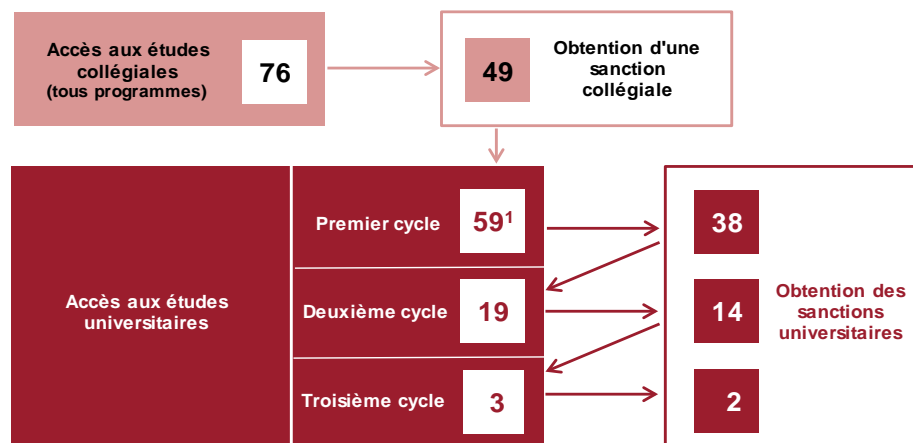 Accès aux études
collégiales
(tous programmes)
76
49
Obtention d'une
sanction
collégiale
Accès aux études
universitaires
Premier cycle
59¹
38
Deuxième cycle
19
14
Obtention des
sanctions
universitaires
Troisième cycle
3
2